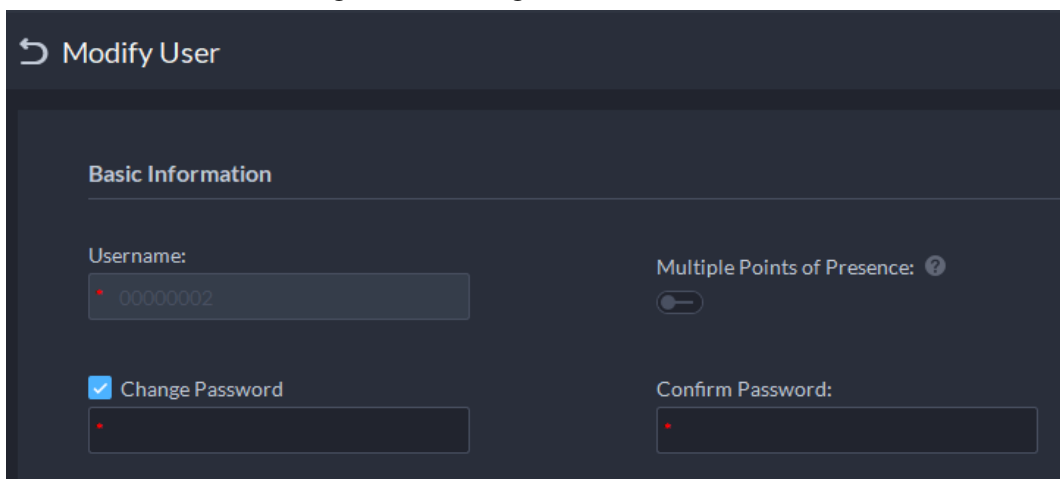 Modify User
Basic Information
Username:
00000002
Multiple Points of Presence:
Change Password
Confirm Password: